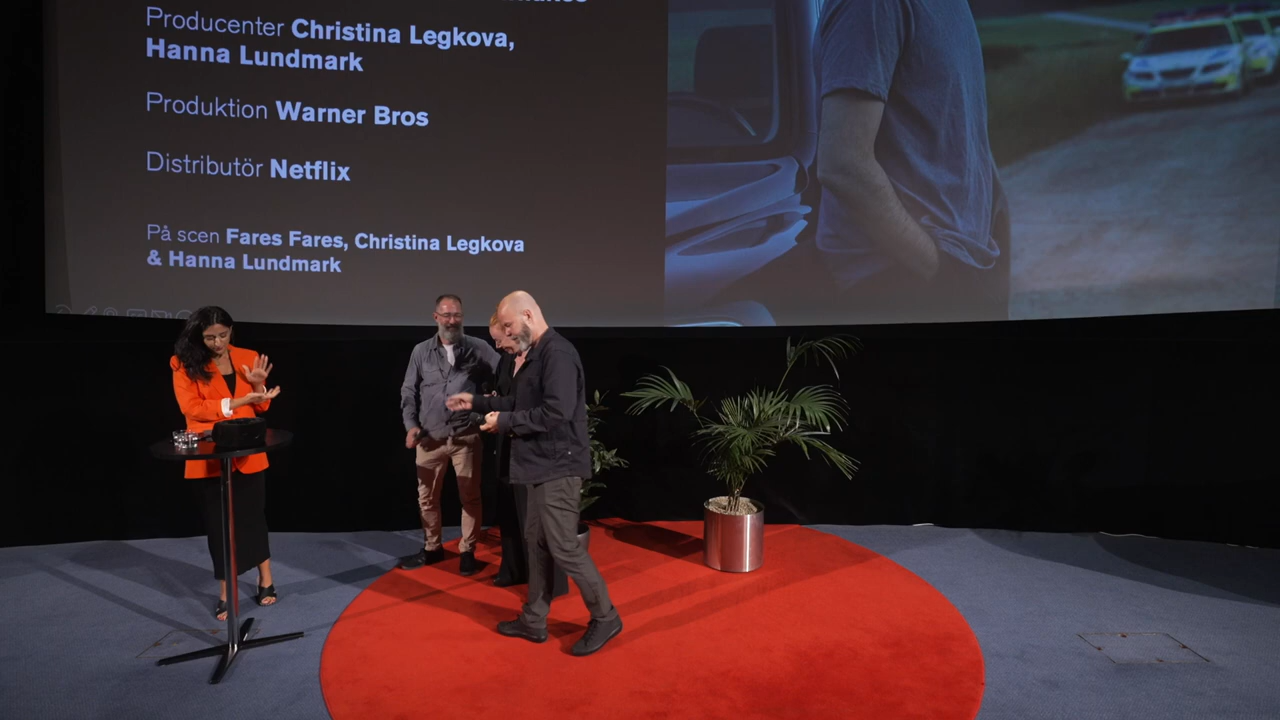 Producenter Christina Legkova,
Hanna Lundmark
Produktion Warner Bros
Distributör Netflix
På scen Fares Fares, Christina Legkova
& Hanna Lundmark